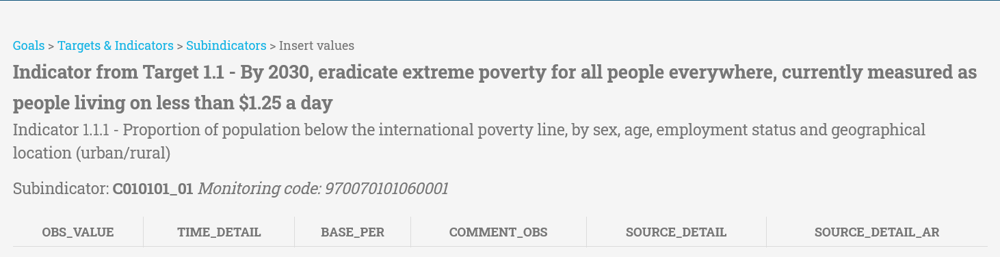 Goals > Targets & Indicators > Subindicators > Insert values
Indicator from Target 1.1 - By 2030, eradicate extreme poverty for all people everywhere, currently measured as
people living on less than $1.25 a day
Indicator 1.1.1 - Proportion of population below the international poverty line, by sex, age, employment status and geographical
location (urban/rural)
Subindicator: C010101_01 Monitoring code: 970070101060001
OBS_VALUE TIME_DETAIL BASE_PER COMMENT_OBS SOURCE_DETAIL SOURCE_DETAIL_AR